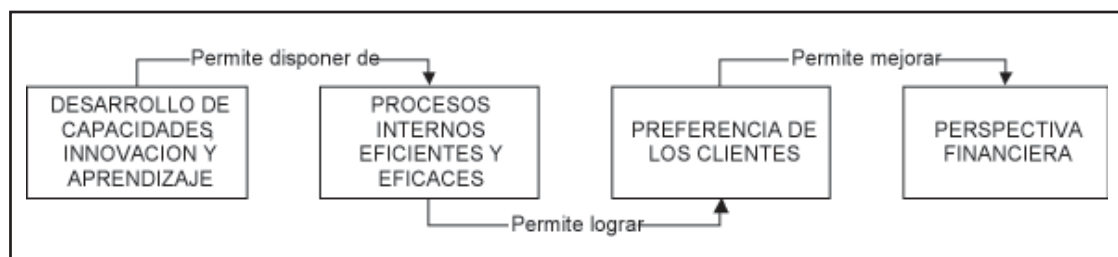 Permite disponer de
Permite mejorar
DESARROLLO DE
CAPACIDADES,
INNOVACION Y
APRENDIZAJE
PROCESOS
INTERNOS
EFICIENTES Y
EFICACES
PREFERENCIA DE
LOS CLIENTES
PERSPECTIVA
FINANCIERA
Permite lograr